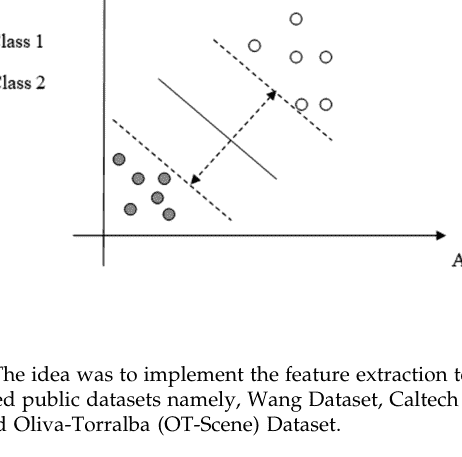 lass 1
lass 2
A
The idea was to implement the feature extraction t
ed public datasets namely, Wang Dataset, Caltech
d Oliva-Torralba (OT-Scene) Dataset.